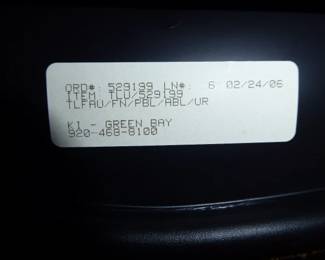 ORD#: 529199 LN#: 6 02/24/06
ITEM TLU/529199
TLFAU/FN/PBL/ABL/UR
KI - GREEN BAY
920-468-8100